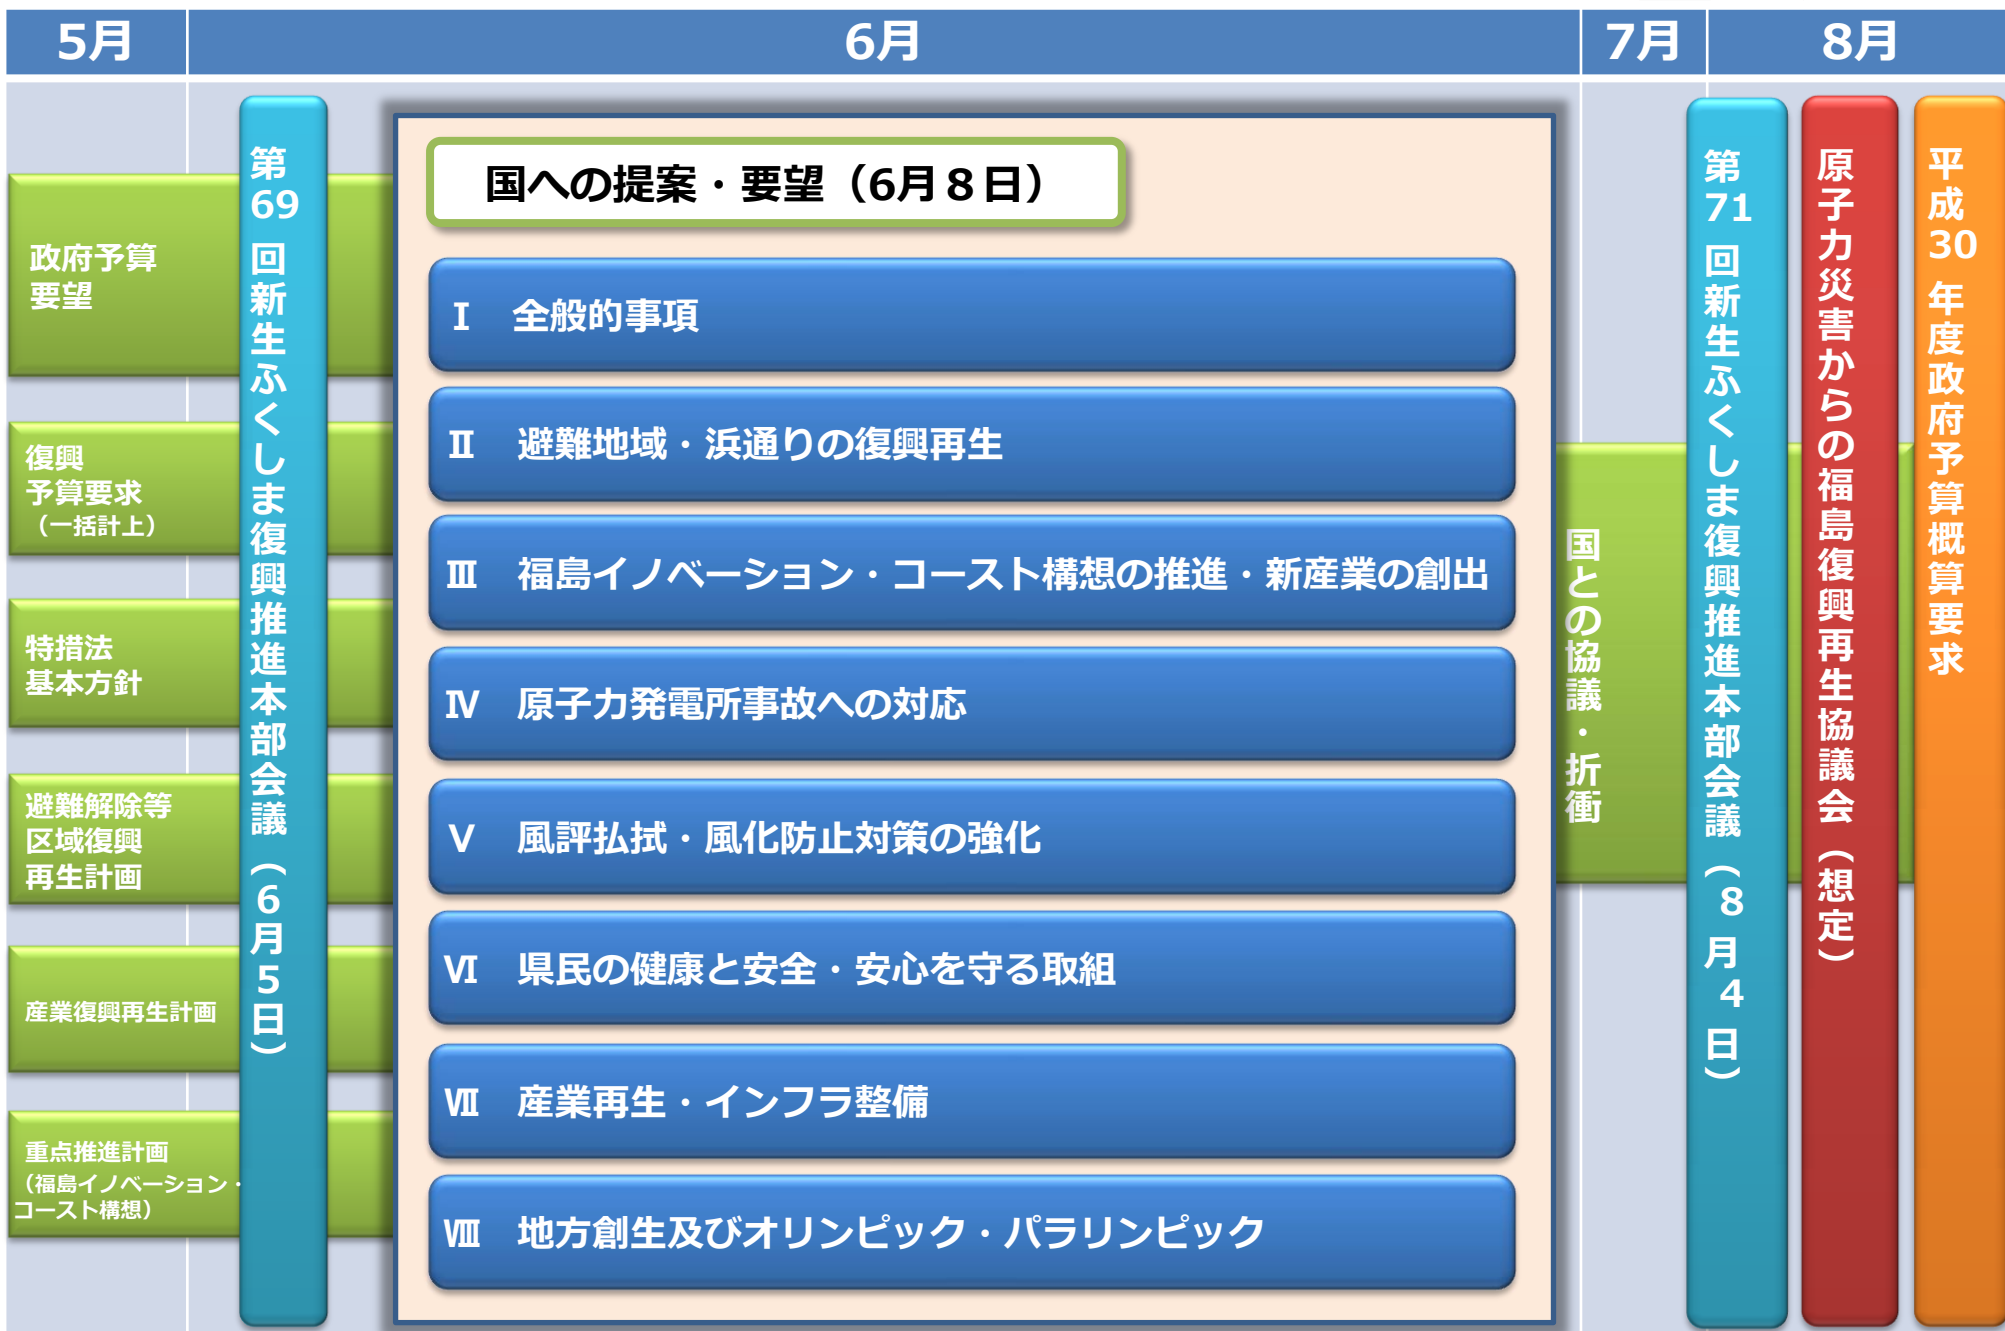 5月
6月
7月
8月
政府予算
要望
復興
予算要求
（一括計上）
特措法
基本方針
避難解除等
区域復興
再生計画
産業復興再生計画
重点推進計画
（福島イノベーション・
コースト構想）
第69回新生ふくしま復興推進本部会議（6月5日）
国への提案・要望（6月８日）
Ⅰ　全般的事項
Ⅱ　避難地域・浜通りの復興再生
Ⅲ　福島イノベーション・コースト構想の推進・新産業の創出
Ⅳ　原子力発電所事故への対応
Ⅴ　風評払拭・風化防止対策の強化
Ⅵ　県民の健康と安全・安心を守る取組
Ⅶ　産業再生・インフラ整備
Ⅷ　地方創生及びオリンピック・パラリンピック
国との協議・折衝
第71回新生ふくしま復興推進本部会議（8月4日）
原子力災害からの福島復興再生協議会（想定）
平成30年度政府予算概算要求